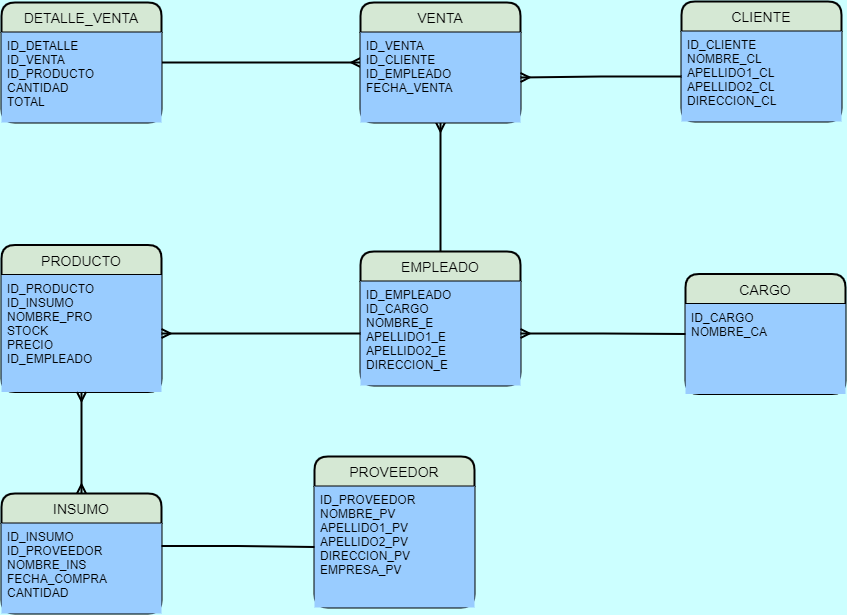 DETALLE_VENTA
ID_DETALLE
ID_VENTA
ID_PRODUCTO
CANTIDAD
TOTAL
VENTA
ID_VENTA
ID_CLIENTE
ID_EMPLEADO
FECHA_VENTA
CLIENTE
ID_CLIENTE
NOMBRE_CL
APELLIDO1_CL
APELLIDO2_CL
DIRECCION_CL
PRODUCTO
ID_PRODUCTO
ID_INSUMO
NOMBRE_PRO
STOCK
PRECIO
ID_EMPLEADO
EMPLEADO
ID_EMPLEADO
ID_CARGO
NOMBRE_E
APELLIDO1_E
APELLIDO2_E
DIRECCION_E
CARGO
ID_CARGO
NOMBRE_CA
INSUMO
ID_INSUMO
ID_PROVEEDOR
NOMBRE_INS
FECHA_COMPRA
CANTIDAD
PROVEEDOR
ID_PROVEEDOR
NOMBRE_PV
APELLIDO1_PV
APELLIDO2_PV
DIRECCION_PV
EMPRESA_PV